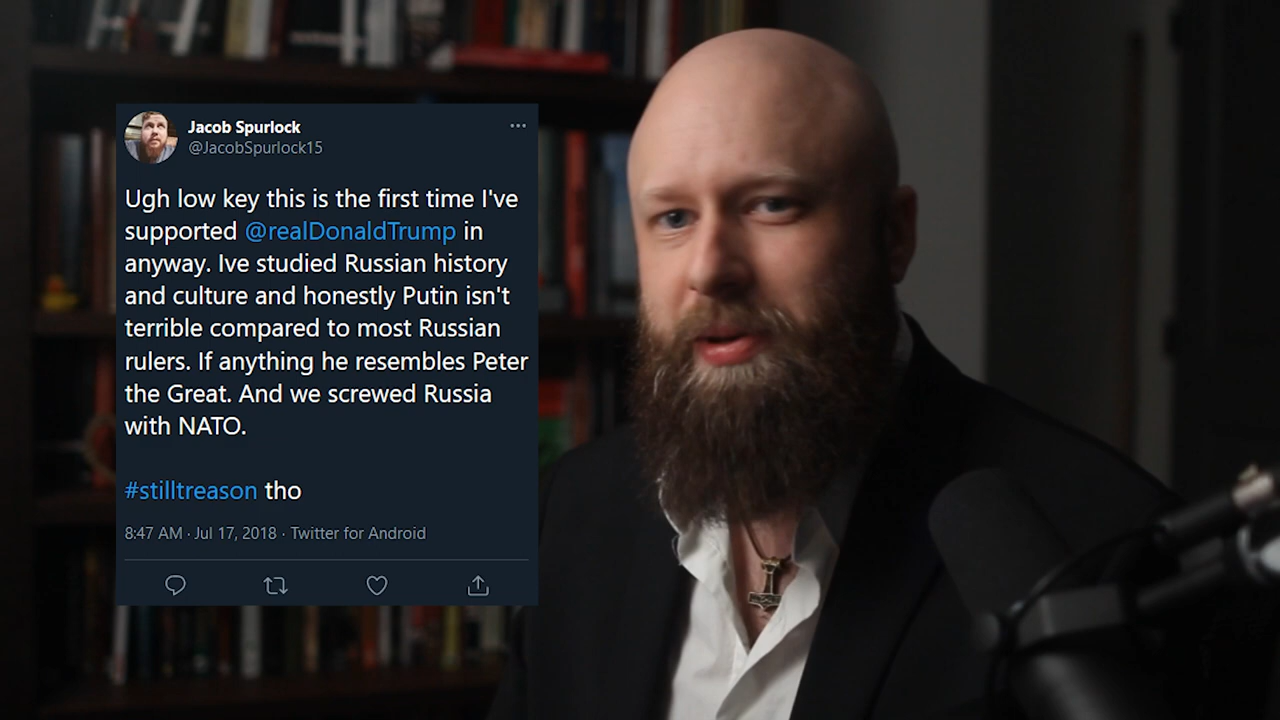 Jacob Spurlock
@JacobSpurlock15
Ugh low key this is the first time I've
supported @realDonaldTrump in
anyway. Ive studied Russian history
and culture and honestly Putin isn't
terrible compared to most Russian
rulers. If anything he resembles Peter
the Great. And we screwed Russia
with NATO.
#stilltreason tho
8:47 AM · Jul 17, 2018 · Twitter for Android